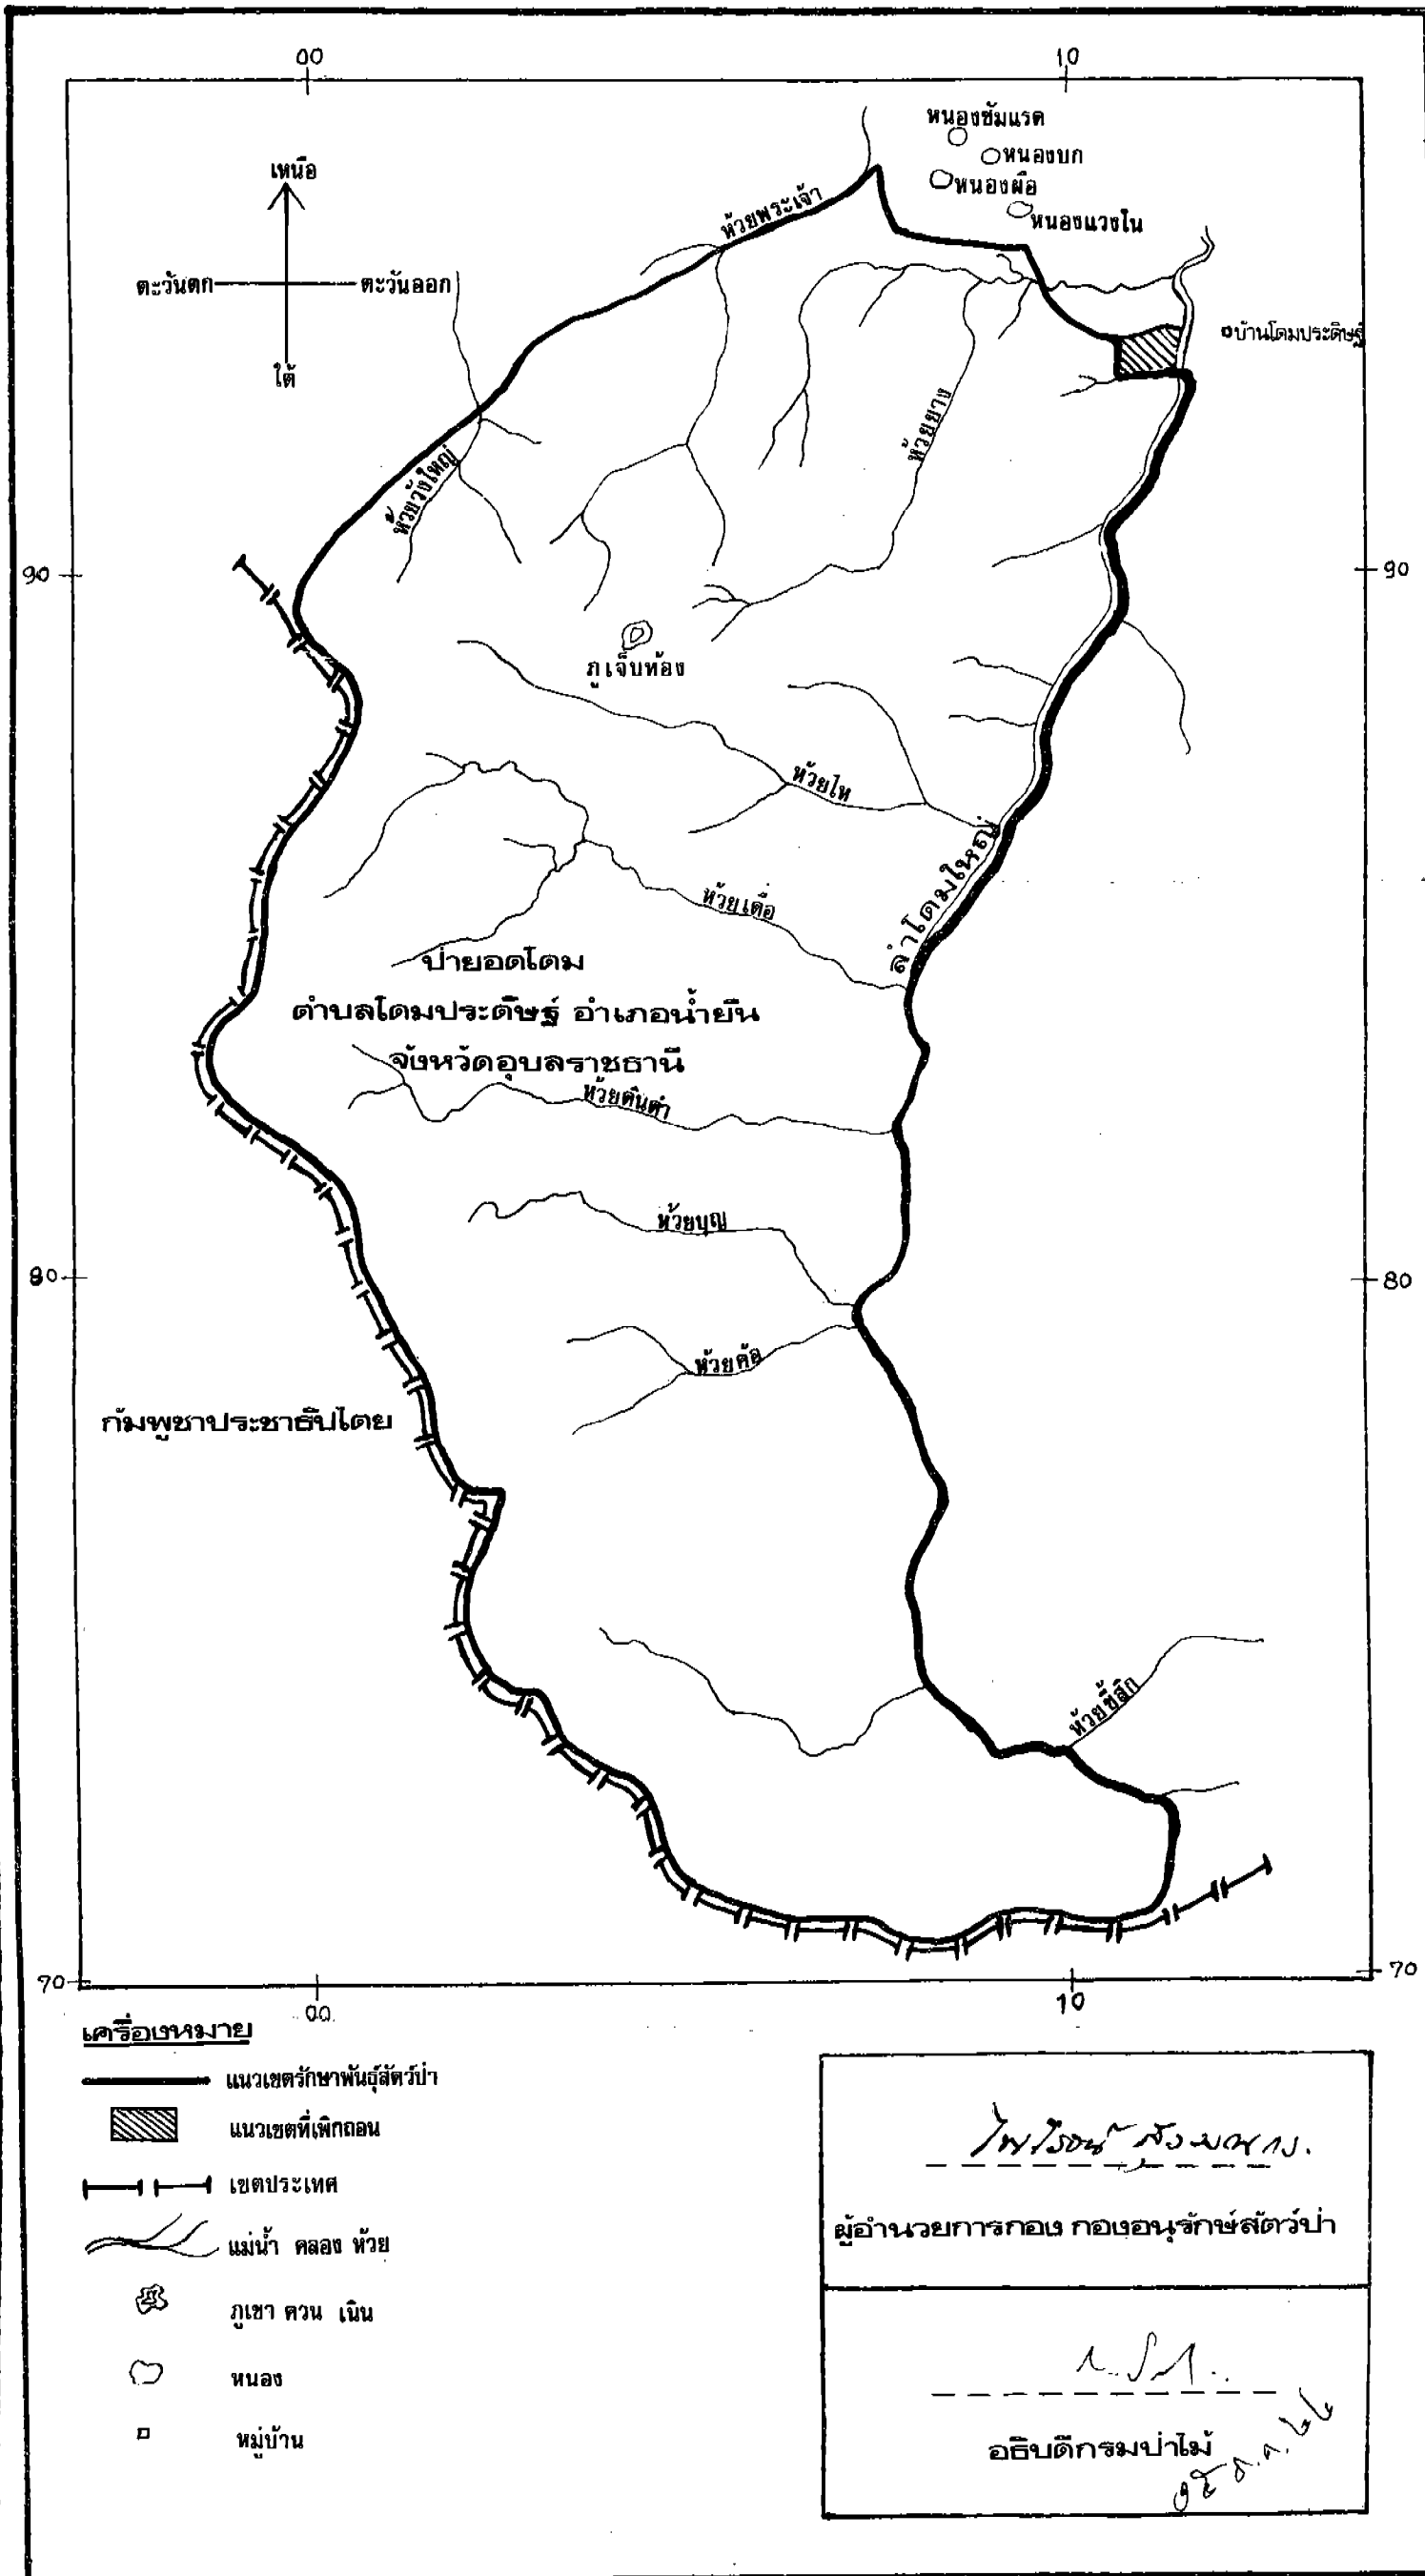 00
10
หนองซัมแรด
หนองบก
หนองผือ
หนองแวงโน
เหนือ
ตะวันตก
ตะวันออก
ใต้
ห้วยพระเจ้า
บ้านโดมประดิษฐ์
ห้วยยาง
ห้วยวังใหญ่
90
90
ภูเจ็บท้อง
ห้วยไห
ลำโดมใหญ่
ห้วยเดือ
ป่ายอดโดม
ตำบลโดมประดิษฐ์ อำเภอน้ำยืน
จังหวัดอุบลราชธานี
ห้วยตันดำ
ห้วยบุญ
80
80
ห้วยค้อ
กัมพูชาประชาธิปไตย
ห้วยขี้สิก
70
70
00
10
เครื่องหมาย
แนวเขตรักษาพันธุ์สัตว์ป่า
แนวเขตที่เพิกถอน
เขตประเทศ
แม่น้ำ คลอง ห้วย
ภูเขา ควน เนิน
หนอง
หมู่บ้าน
ผู้อำนวยการกอง กองอนุรักษ์สัตว์ป่า
อธิบดีกรมป่าไม้